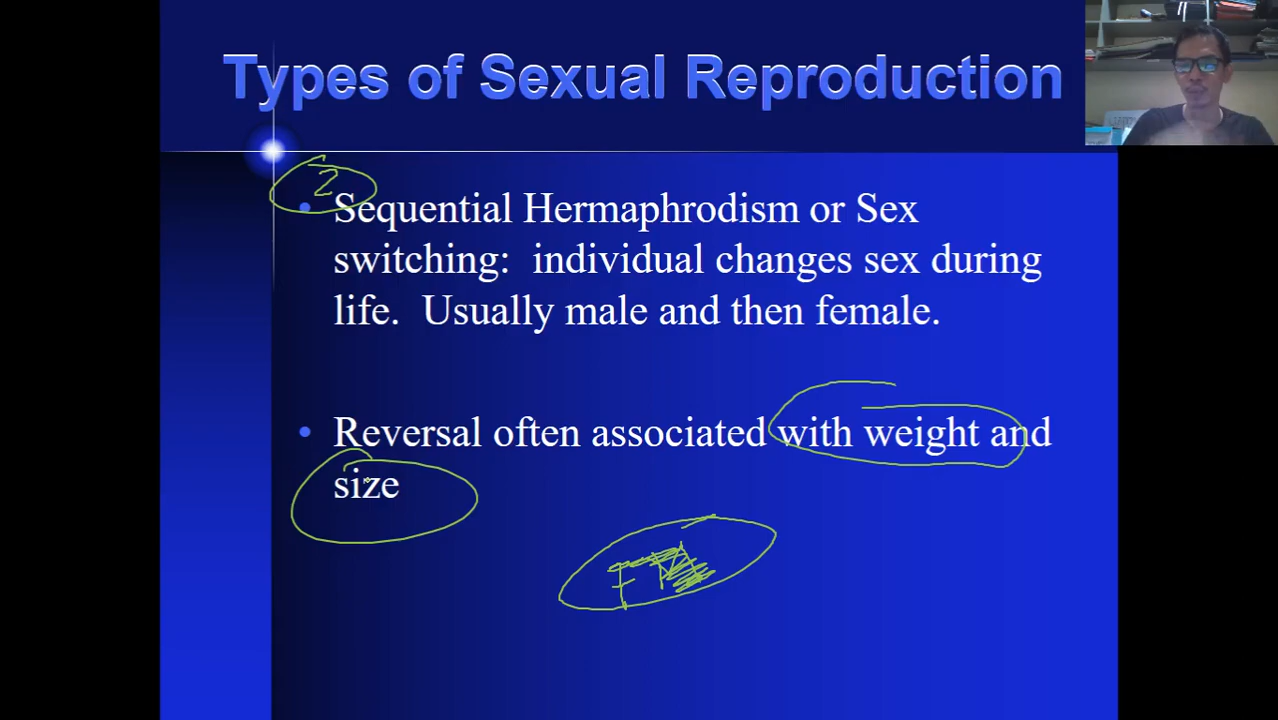 Types of Sexual Reproduction
2
• Sequential Hermaphrodism or Sex
switching: individual changes sex during
life. Usually male and then female.
• Reversal often associated with weight and
size
F